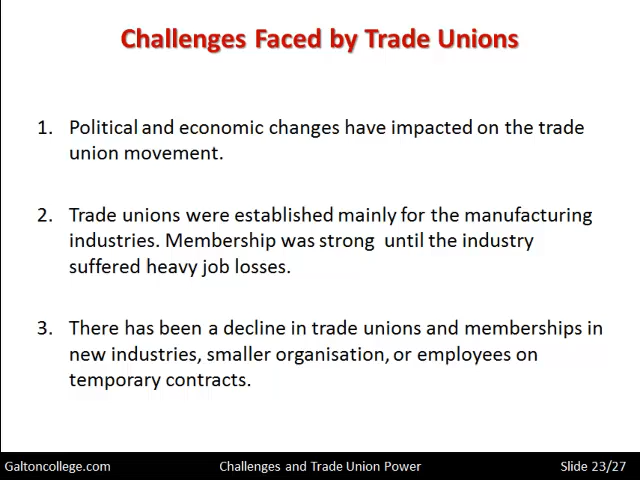 Challenges Faced by Trade Unions
1. Political and economic changes have impacted on the trade
union movement.
2. Trade unions were established mainly for the manufacturing
industries. Membership was strong until the industry
suffered heavy job losses.
3. There has been a decline in trade unions and memberships in
new industries, smaller organisation, or employees on
temporary contracts.
Galtoncollege.com Challenges and Trade Union Power Slide 23/27